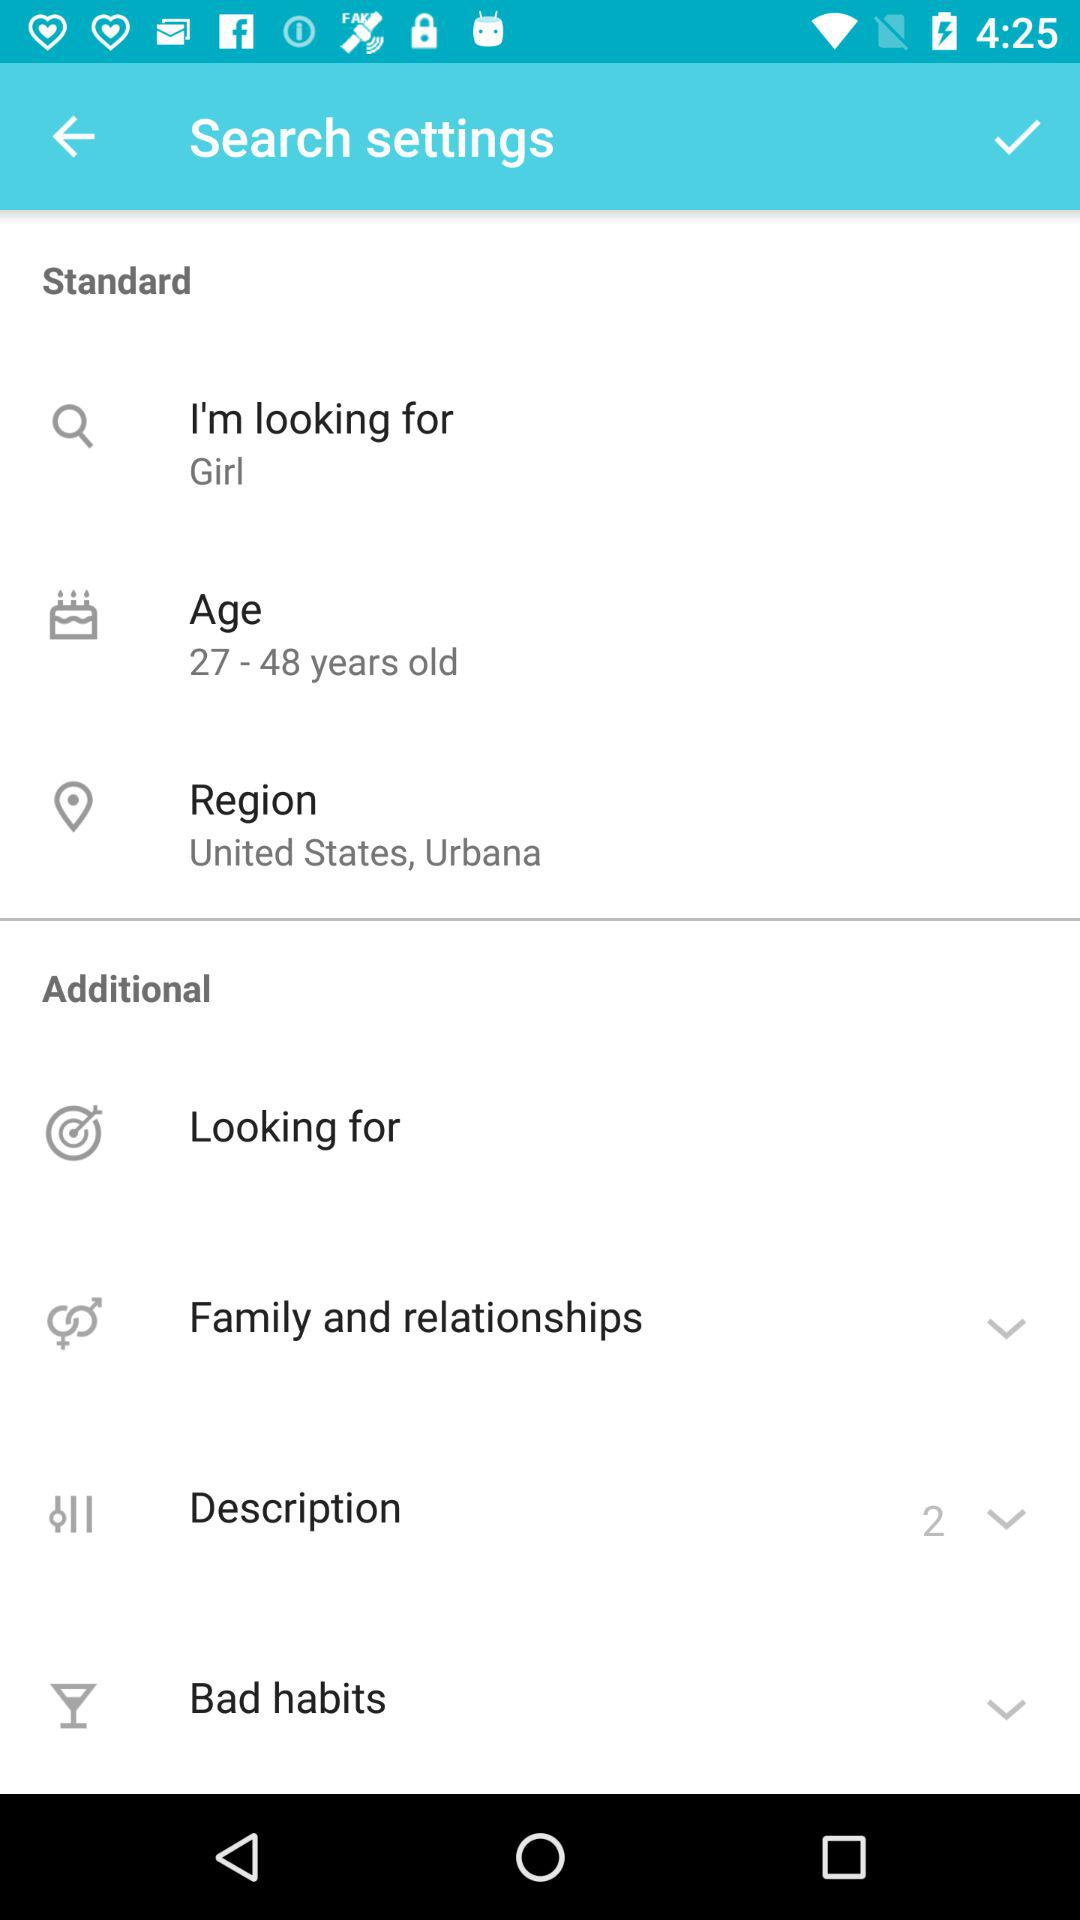 FAKE
4:25
Search settings
Standard
I'm looking for
Girl
Age
27 - 48 years old
Region
United States, Urbana
Additional
Looking for
Family and relationships
Description
2
Bad habits